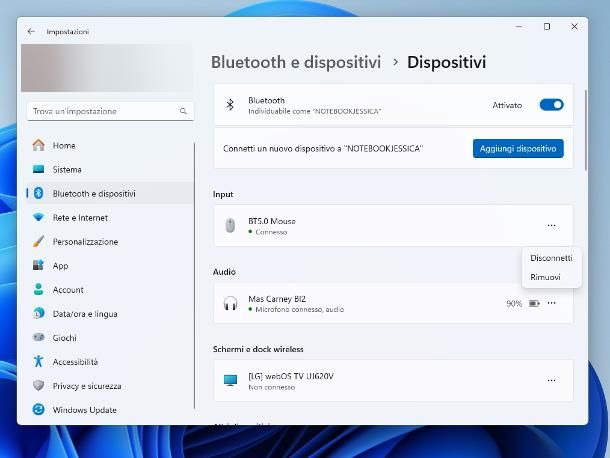 Impostazioni
Bluetooth e dispositivi > Dispositivi
Trova un'impostazione
Home
Sistema
Bluetooth e dispositivi
Rete e Internet
Personalizzazione
App
Account
Data/ora e lingua
Giochi
Accessibilità
Privacy e sicurezza
Windows Update
Bluetooth
Individuabile come "NOTEBOOKJESSICA"
Attivato
Connetti un nuovo dispositivo a "NOTEBOOKJESSICA"
Aggiungi dispositivo
Input
BT5.0 Mouse
Connesso
Disconnetti
Rimuovi
Audio
Mas Carney BI2
Microfono connesso, audio
90%
Schermi e dock wireless
[LG] webOS TV UJ620V
Non connesso